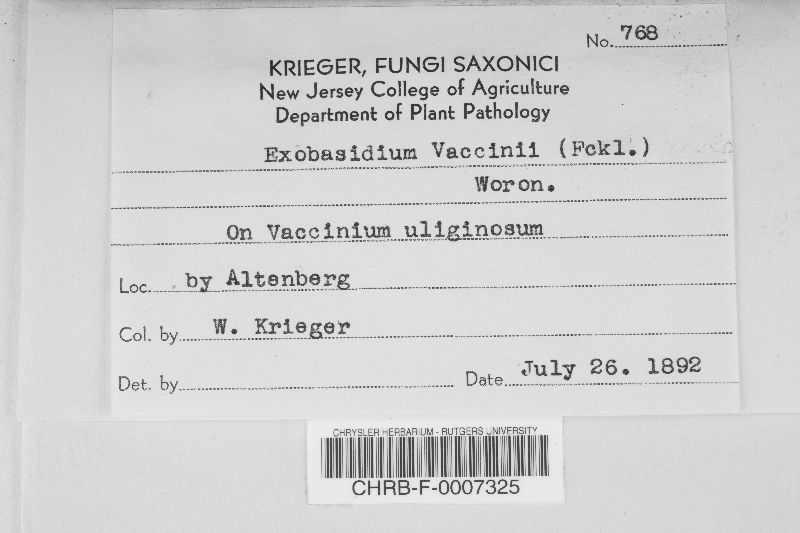 No. 768
KRIEGER, FUNGI SAXONICI
New Jersey College of Agriculture
Department of Plant Pathology
Exobasidium Vaccinii (Fckl.)
Woron.
On Vaccinium uliginosum
Loc. by Altenberg
Col. by W. Krieger
Det. by
Date July 26. 1892
CHRYSLER HERBARIUM - RUTGERS UNIVERSITY
CHRB-F-0007325